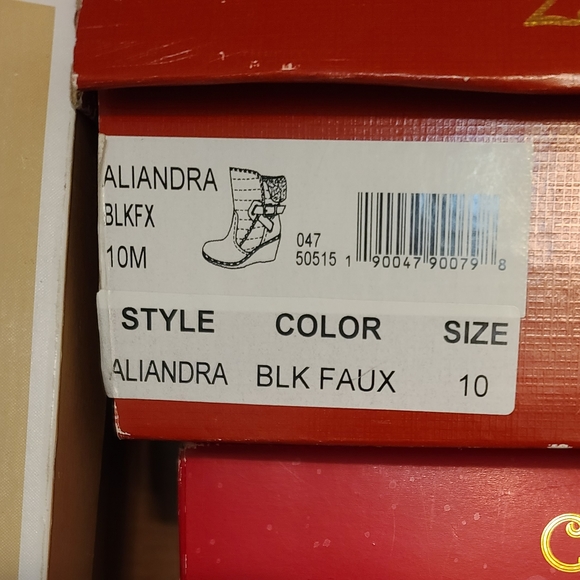 ALIANDRA
BLKFX
10M
047
50515
1 90047 90079 8
STYLE COLOR SIZE
ALIANDRA BLK FAUX 10